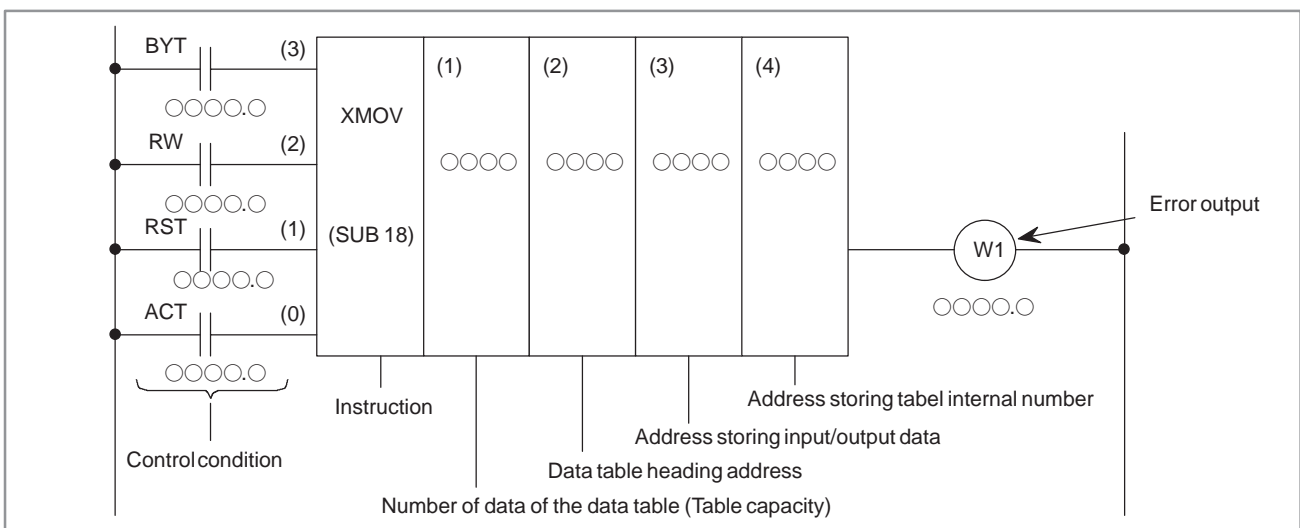 BYT (3)
○○○○.○
RW (2)
○○○○.○
RST (1)
○○○○.○
ACT (0)
○○○○.○
Control condition
XMOV
(SUB 18)
Instruction
(1)
○○○○
(2)
○○○○
(3)
○○○○
(4)
○○○○
Error output
W1
○○○○.○
Address storing tabel internal number
Address storing input/output data
Data table heading address
Number of data of the data table (Table capacity)